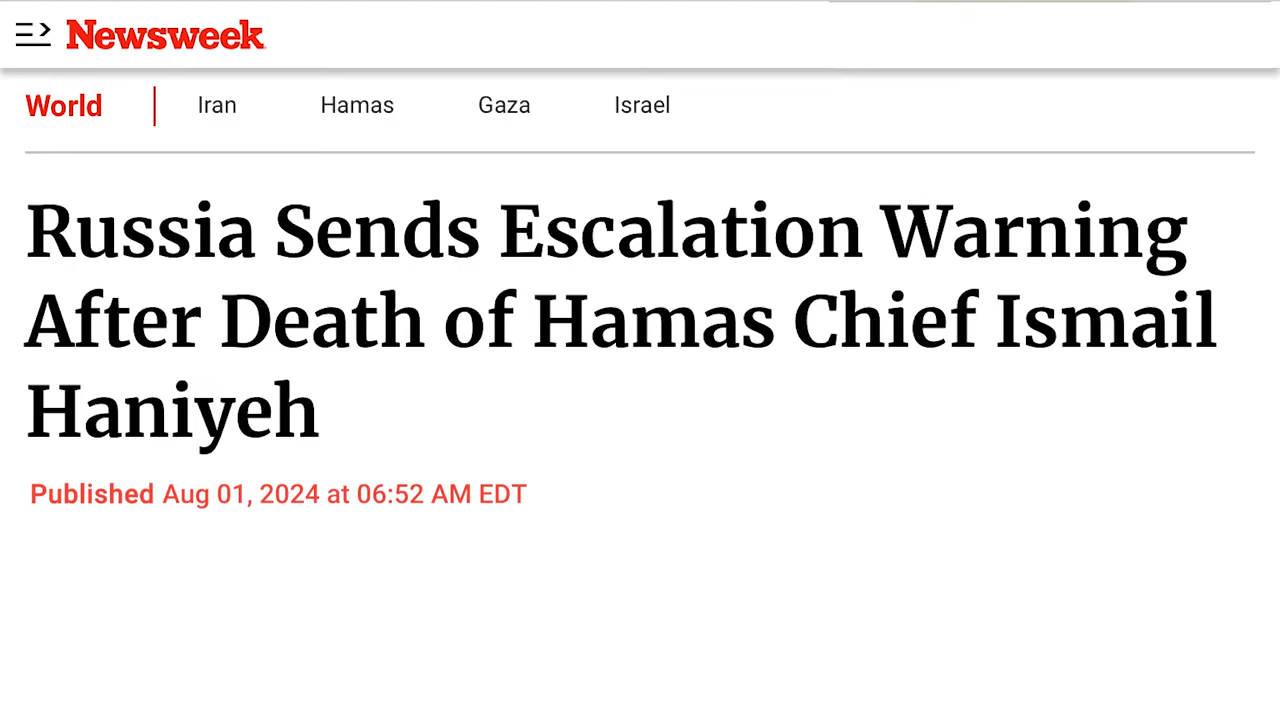 Newsweek
World
Iran
Hamas
Gaza
Israel
Russia Sends Escalation Warning
After Death of Hamas Chief Ismail
Haniyeh
Published Aug 01, 2024 at 06:52 AM EDT